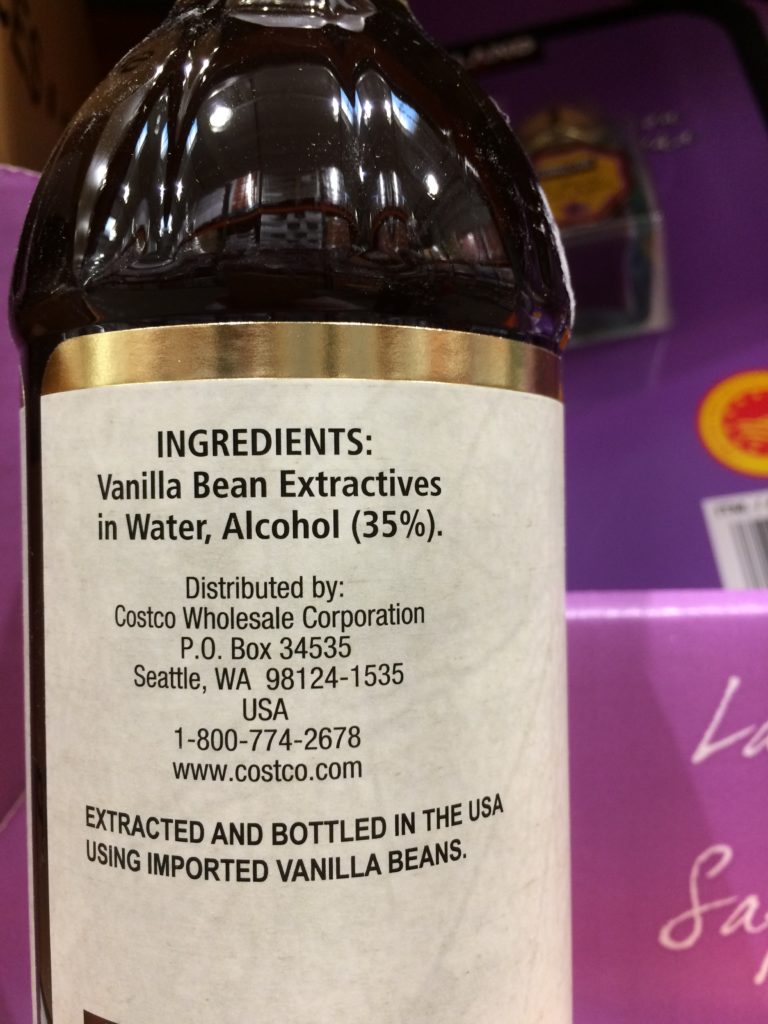 INGREDIENTS:
Vanilla Bean Extractives
in Water, Alcohol (35%).
Distributed by:
Costco Wholesale Corporation
P.O. Box 34535
Seattle, WA 98124-1535
USA
1-800-774-2678
www.costco.com
EXTRACTED AND BOTTLED IN THE USA
USING IMPORTED VANILLA BEANS.